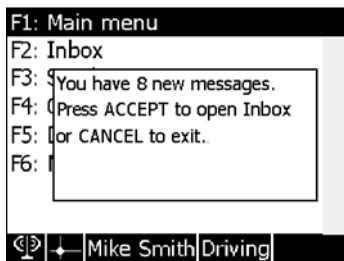 F1: Main menu
F2: Inbox
F3:
F4:
F5:
F6:
You have 8 new messages.
Press ACCEPT to open Inbox
or CANCEL to exit.
Mike Smith Driving